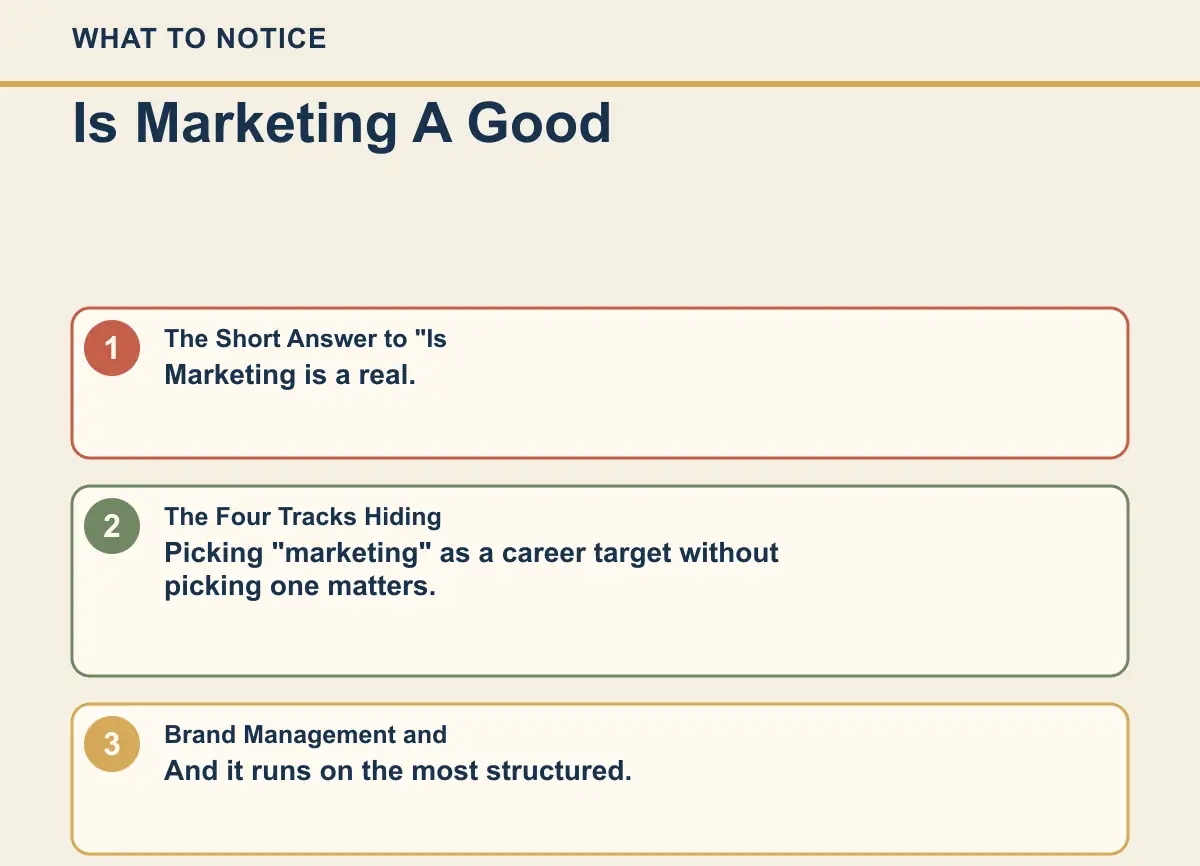 WHAT TO NOTICE
Is Marketing A Good
1
The Short Answer to "Is
Marketing is a real.
2
The Four Tracks Hiding
Picking "marketing" as a career target without
picking one matters.
3
Brand Management and
And it runs on the most structured.